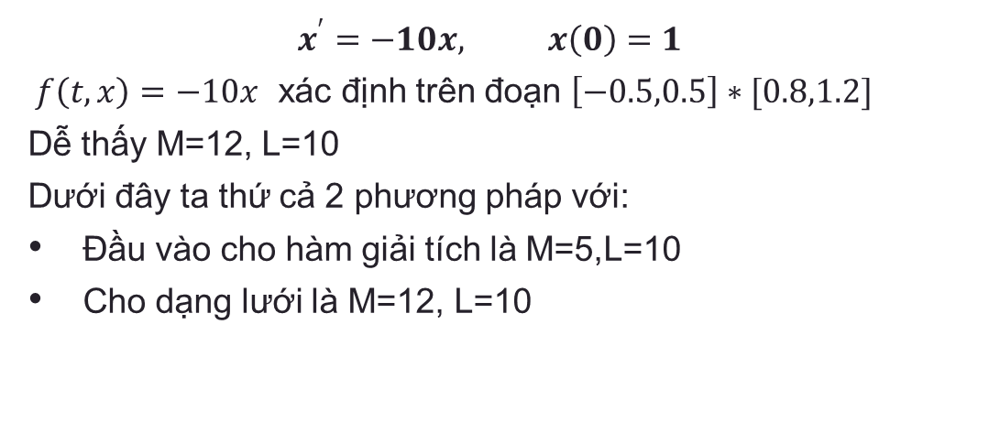 x′ = −10x, x(0) = 1
f(t, x) = −10x xác định trên đoạn [−0.5,0.5] ∗ [0.8,1.2]
Dễ thấy M=12, L=10
Dưới đây ta thứ cả 2 phương pháp với:
• Đầu vào cho hàm giải tích là M=5,L=10
• Cho dạng lưới là M=12, L=10